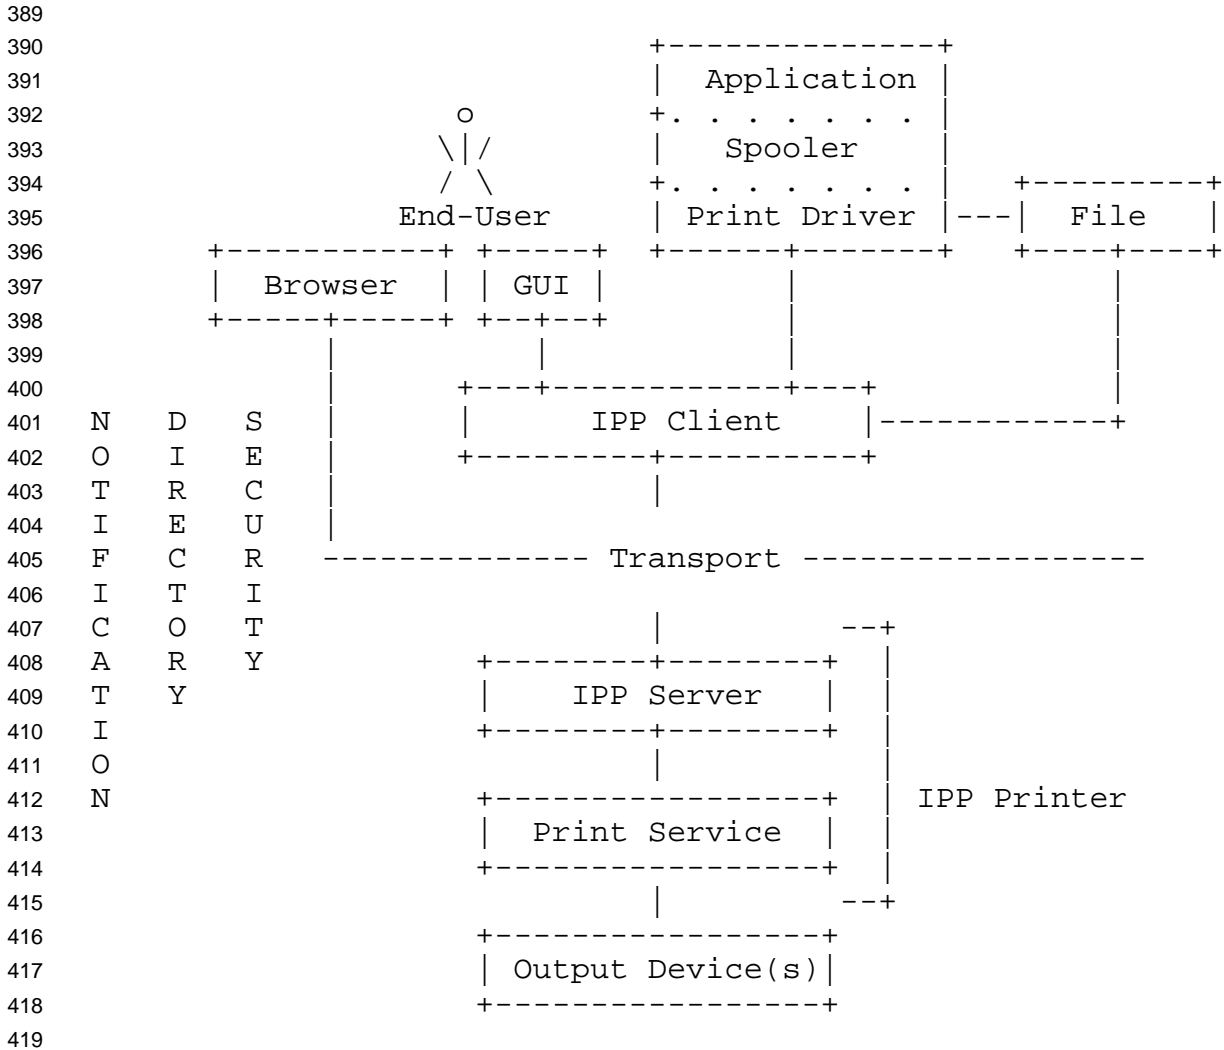 389
390 +---------------+
391 | Application |
392 o +. . . . . . . |
393 \|/ | Spooler |
394 / \ +. . . . . . . | +---------+
395 End-User | Print Driver |---| File |
396 +-----------+ +-----+ +------+-------+ +----+----+
397 | Browser | | GUI | | |
398 +-----+-----+ +--+--+ | |
399 | | | |
400 | +---+------------+---+ |
401 N D S | | IPP Client |------------+
402 O I E | +---------+----------+
403 T R C | |
404 I E U |
405 F C R -------------- Transport ------------------
406 I T I
407 C O T | --+
408 A R Y +--------+--------+ |
409 T Y | IPP Server | |
410 I +--------+--------+ |
411 O | |
412 N +-----------------+ | IPP Printer
413 | Print Service | |
414 +-----------------+ |
415 | --+
416 +-----------------+
417 | Output Device(s)|
418 +-----------------+
419